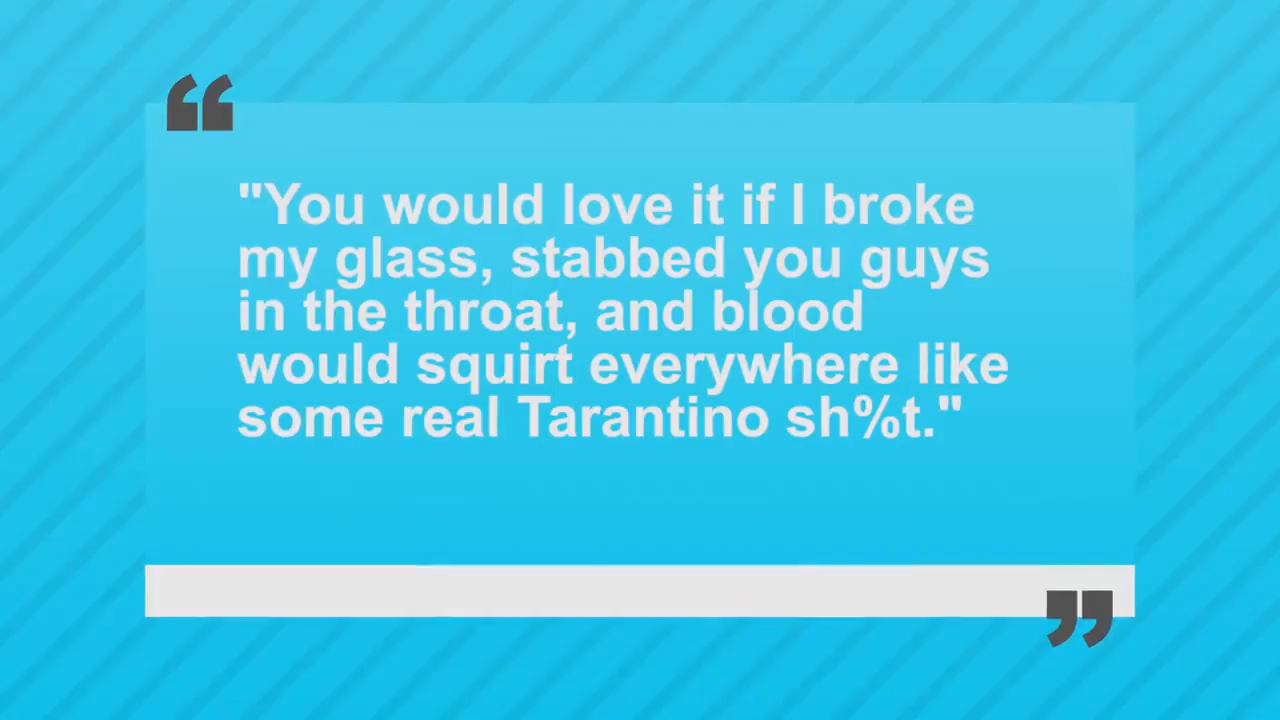 "You would love it if I broke
my glass, stabbed you guys
in the throat, and blood
would squirt everywhere like
some real Tarantino sh%t."